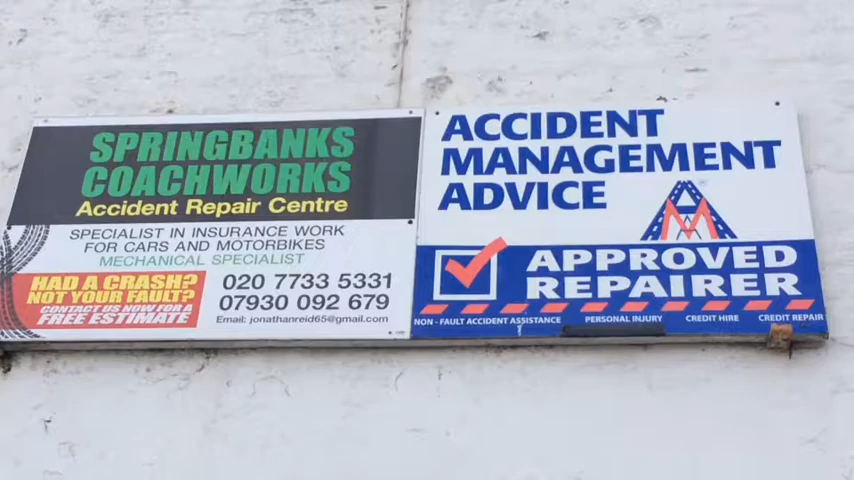 SPRINGBANKS
COACHWORKS
Accident Repair Centre
SPECIALIST IN INSURANCE WORK
FOR CARS AND MOTORBIKES
MECHANICAL SPECIALIST
HAD A CRASH?
NOT YOUR FAULT?
CONTACT US NOW FOR A
FREE ESTIMATE
020 7733 5331
07930 092 679
Email: jonathanreid65@gmail.com
ACCIDENT
MANAGEMENT
ADVICE
APPROVED
REPAIRER
NON - FAULT ACCIDENT ASSISTANCE PERSONAL INJURY CREDIT HIRE CREDIT REPAIR